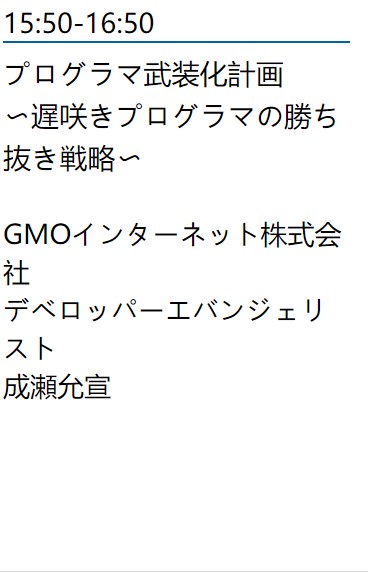 15:50-16:50
プログラマ武装化計画
〜遅咲きプログラマの勝ち
抜き戦略〜
GMOインターネット株式会
社
デベロッパーエバンジェリ
スト
成瀬允宣